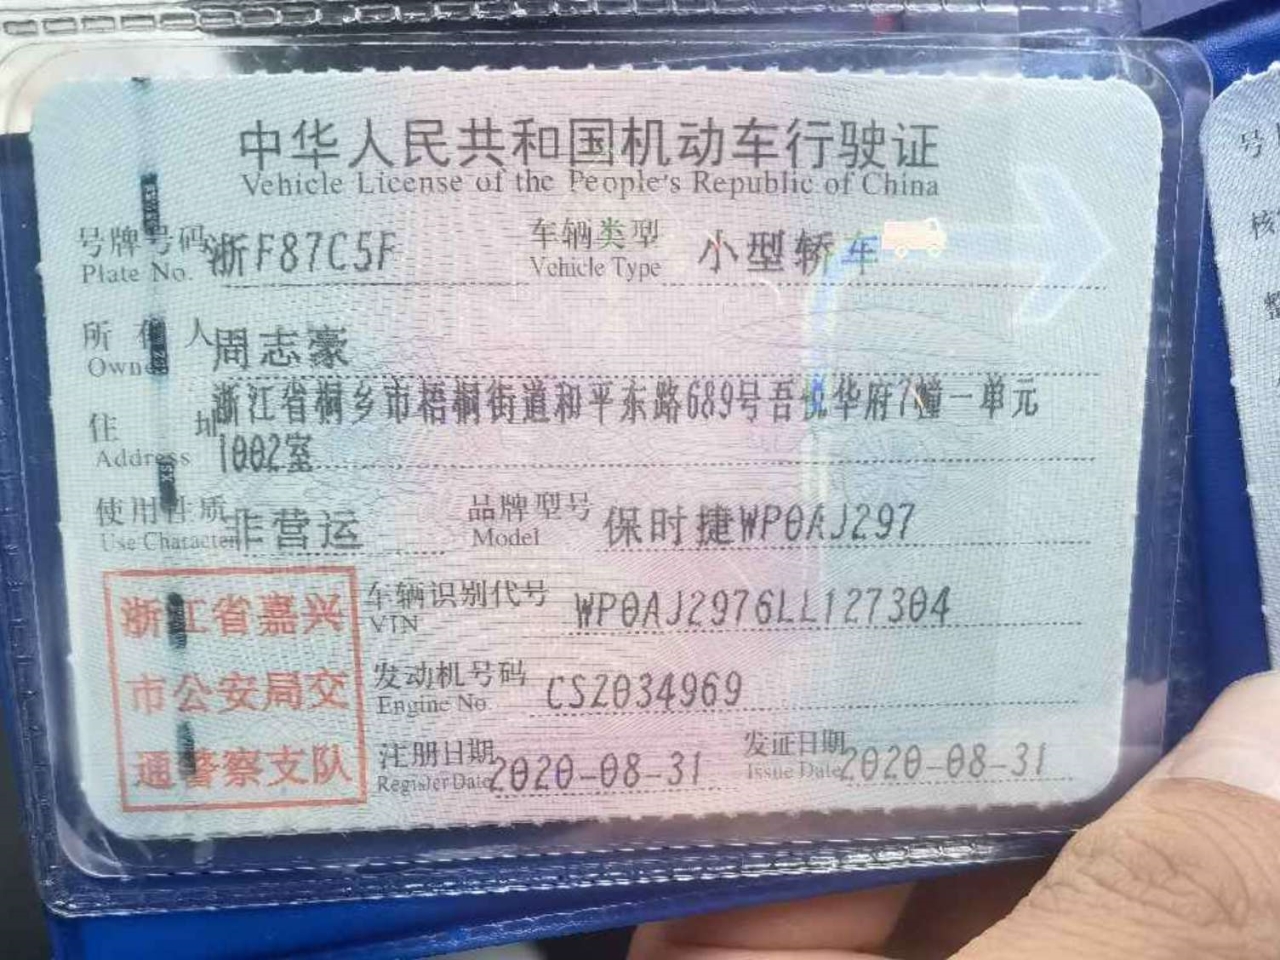 中华人民共和国机动车行驶证
Vehicle License of the People's Republic of China
号牌号码 浙F87C5F 车辆类型 小型轿车
Plate No. Vehicle Type
所有人 周志豪
Owner
浙江省桐乡市梧桐街道和平东路689号吾悦华府7幢一单元
住址 1002室
Address
使用性质 非营运 品牌型号 保时捷WP0AJ297
Use Character Model
车辆识别代号 WP0AJ2976LL127304
VIN
发动机号码 CSZ034969
Engine No.
注册日期 2020-08-31 发证日期 2020-08-31
Register Date Issue Date
浙江省嘉兴
市公安局交
通警察支队
号
核